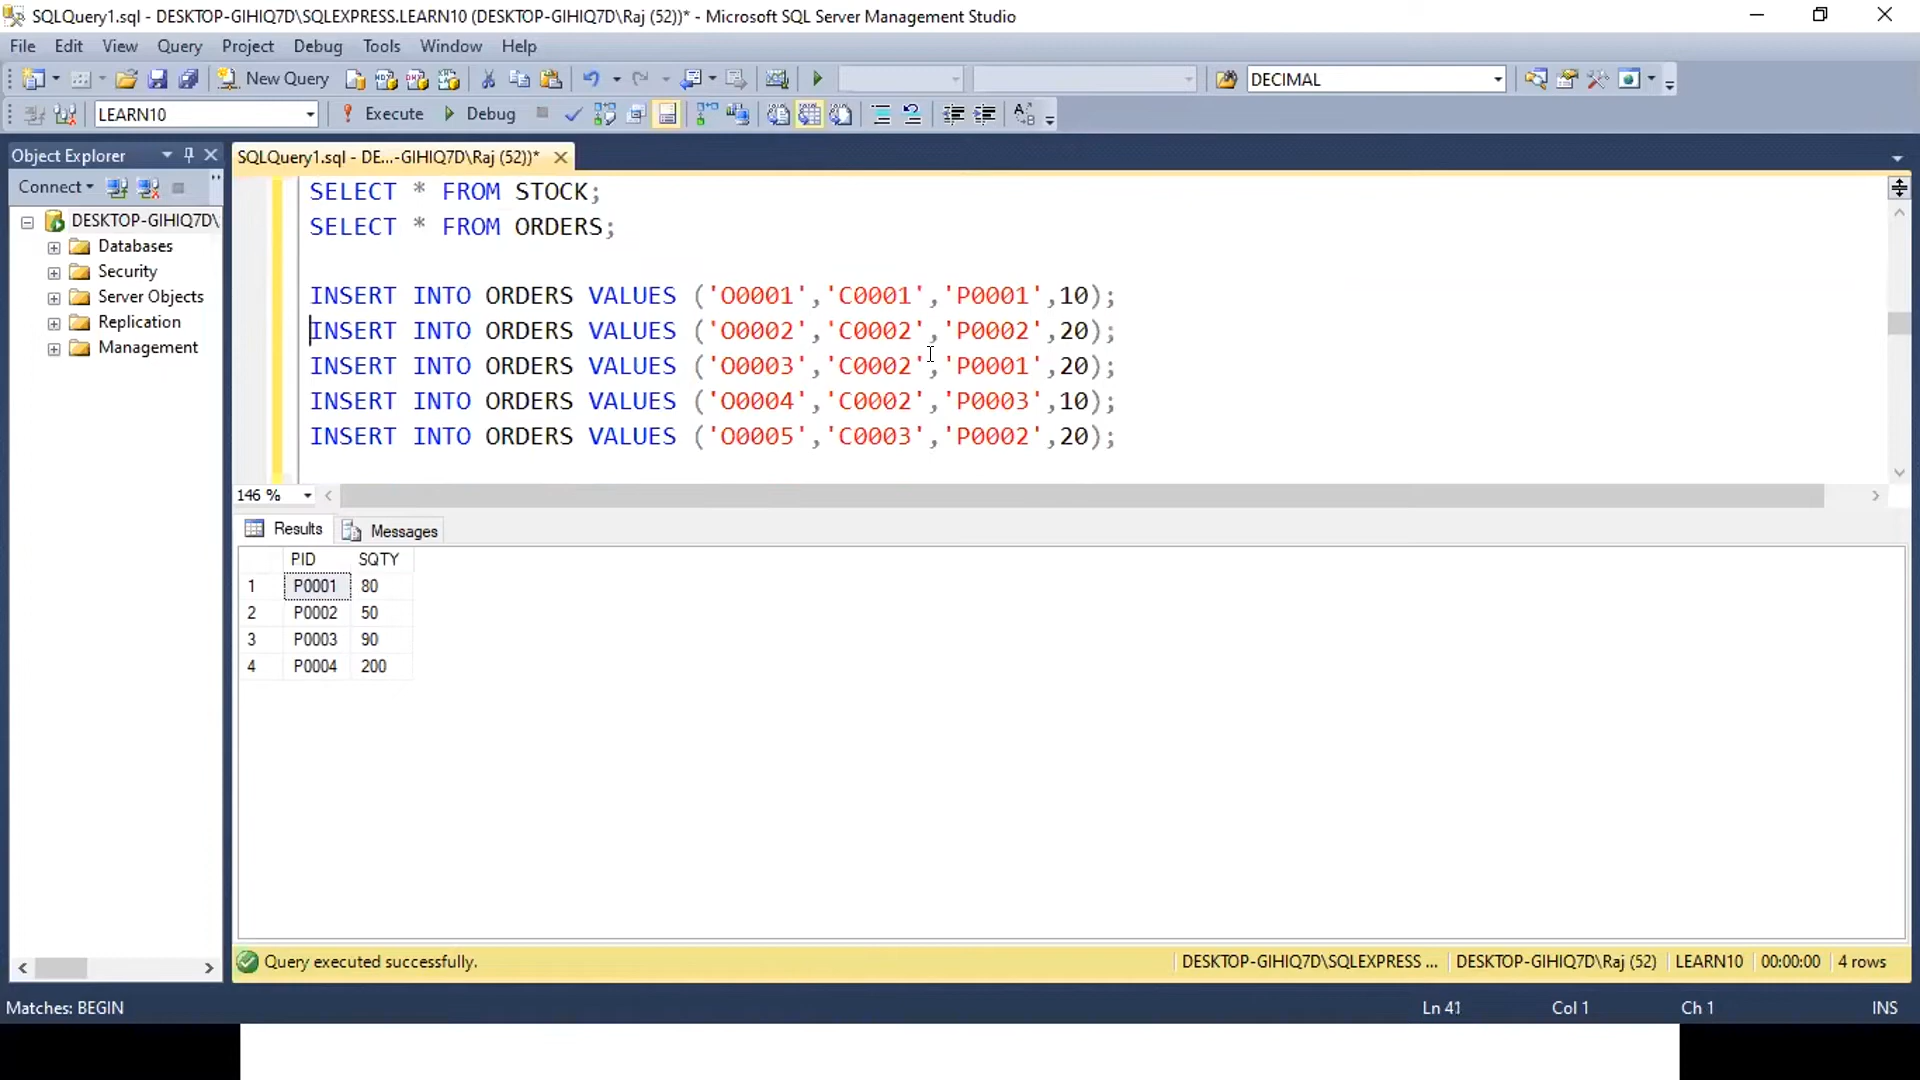 SQLQuery1.sql - DESKTOP-GIHIQ7D\SQLEXPRESS.LEARN10 (DESKTOP-GIHIQ7D\Raj (52))* - Microsoft SQL Server Management Studio
File Edit View Query Project Debug Tools Window Help
New Query DECIMAL
LEARN10 Execute Debug
Object Explorer
SQLQuery1.sql - DE...-GIHIQ7D\Raj (52))*
Connect
DESKTOP-GIHIQ7D\
Databases
Security
Server Objects
Replication
Management
SELECT * FROM STOCK;
SELECT * FROM ORDERS;
INSERT INTO ORDERS VALUES ('O0001','C0001','P0001',10);
INSERT INTO ORDERS VALUES ('O0002','C0002','P0002',20);
INSERT INTO ORDERS VALUES ('O0003','C0002','P0001',20);
INSERT INTO ORDERS VALUES ('O0004','C0002','P0003',10);
INSERT INTO ORDERS VALUES ('O0005','C0003','P0002',20);
146 %
Results Messages
PID SQTY
1 P0001 80
2 P0002 50
3 P0003 90
4 P0004 200
Query executed successfully. DESKTOP-GIHIQ7D\SQLEXPRESS ... DESKTOP-GIHIQ7D\Raj (52) LEARN10 00:00:00 4 rows
Matches: BEGIN Ln 41 Col 1 Ch 1 INS